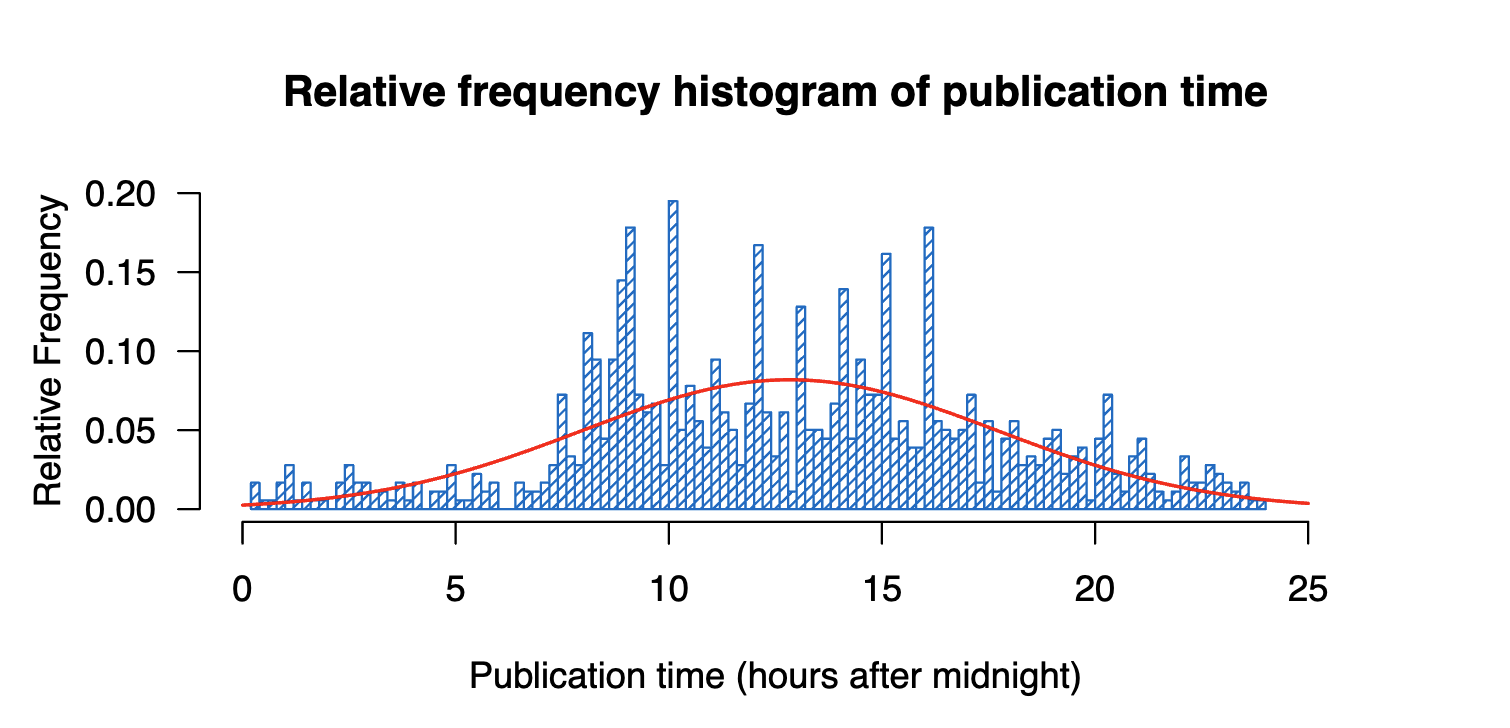 Relative frequency histogram of publication time
Relative Frequency
0.20
0.15
0.10
0.05
0.00
0 5 10 15 20 25
Publication time (hours after midnight)